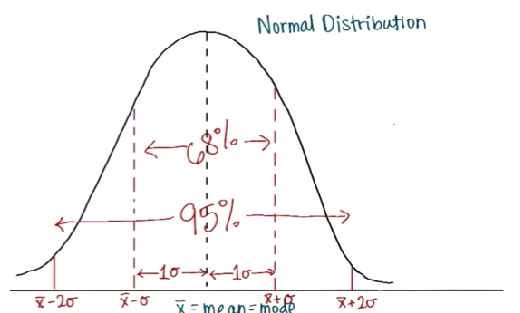 Normal Distribution
68%
95%
1σ 1σ
x̄-2σ x̄-σ x̄+σ x̄+2σ
x̄ = mean = mode